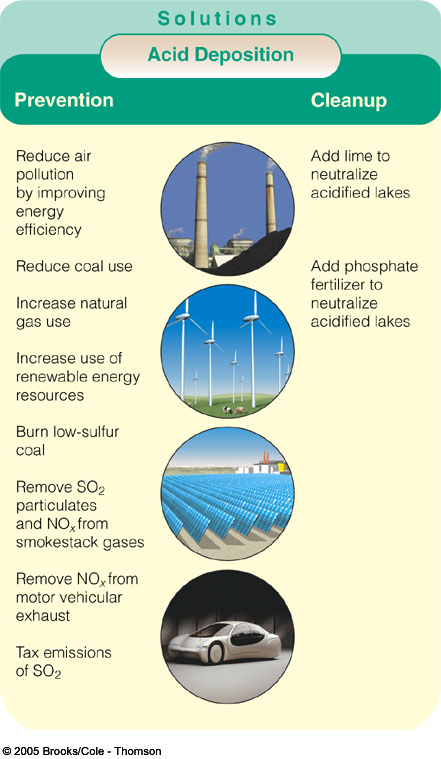 Solutions
Acid Deposition
Prevention
Cleanup
Reduce air
pollution
by improving
energy
efficiency
Reduce coal use
Increase natural
gas use
Increase use of
renewable energy
resources
Burn low-sulfur
coal
Remove SO₂
particulates
and NOₓ from
smokestack gases
Remove NOₓ from
motor vehicular
exhaust
Tax emissions
of SO₂
Add lime to
neutralize
acidified lakes
Add phosphate
fertilizer to
neutralize
acidified lakes
© 2005 Brooks/Cole - Thomson